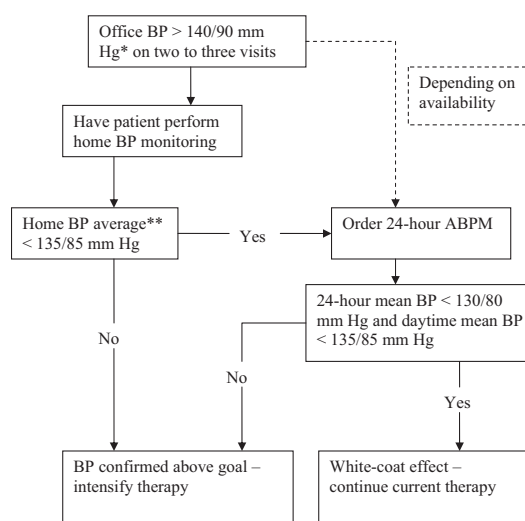 Office BP > 140/90 mm
Hg* on two to three visits
Depending on
availability
Have patient perform
home BP monitoring
Home BP average**
< 135/85 mm Hg
Yes
Order 24-hour ABPM
24-hour mean BP < 130/80
mm Hg and daytime mean BP
< 135/85 mm Hg
No
No
Yes
BP confirmed above goal –
intensify therapy
White-coat effect –
continue current therapy